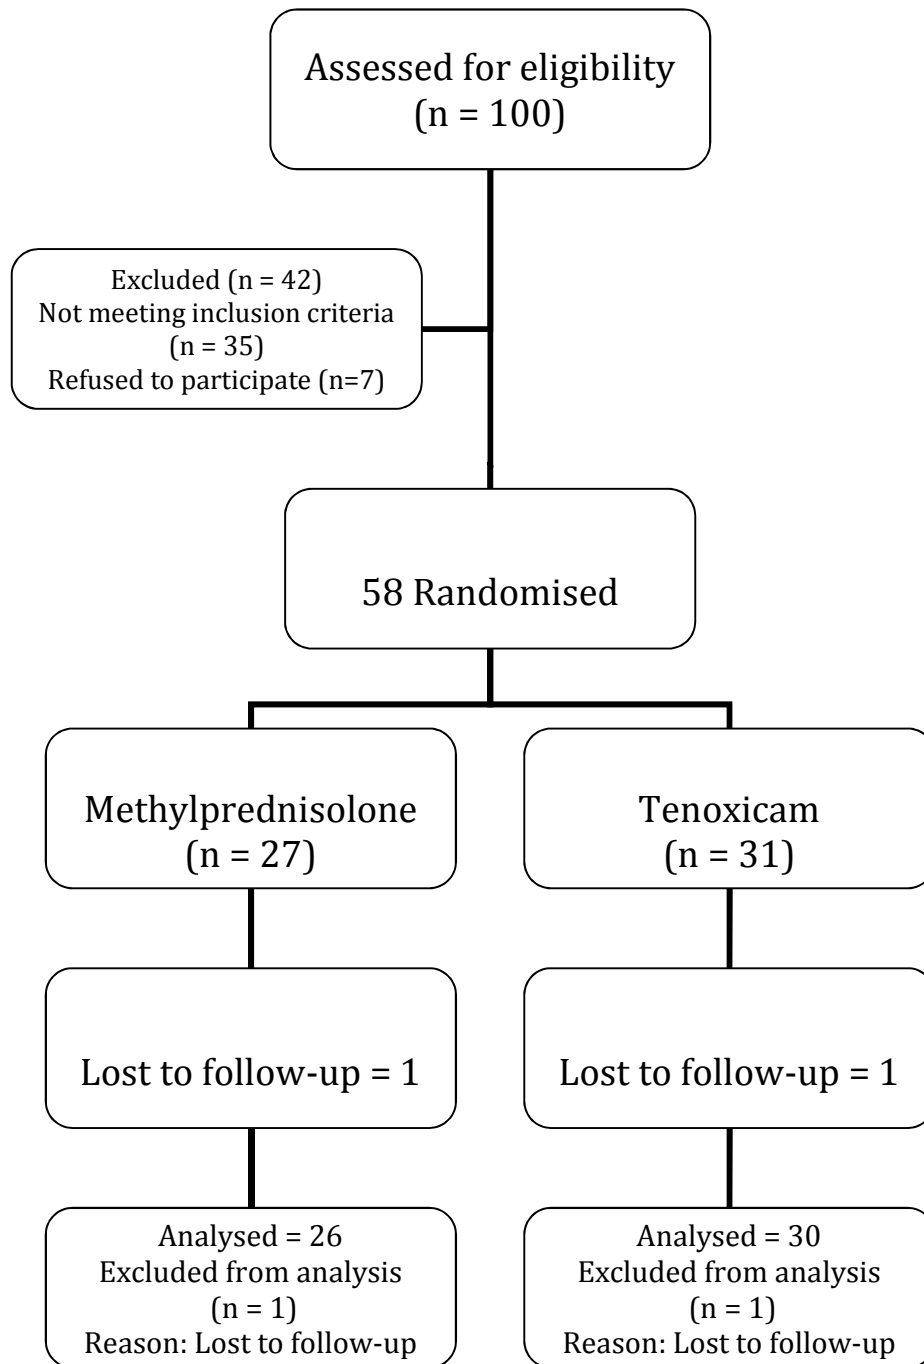 Assessed for eligibility
(n = 100)
Excluded (n = 42)
Not meeting inclusion criteria
(n = 35)
Refused to participate (n=7)
58 Randomised
Methylprednisolone
(n = 27)
Tenoxicam
(n = 31)
Lost to follow-up = 1
Lost to follow-up = 1
Analysed = 26
Excluded from analysis
(n = 1)
Reason: Lost to follow-up
Analysed = 30
Excluded from analysis
(n = 1)
Reason: Lost to follow-up